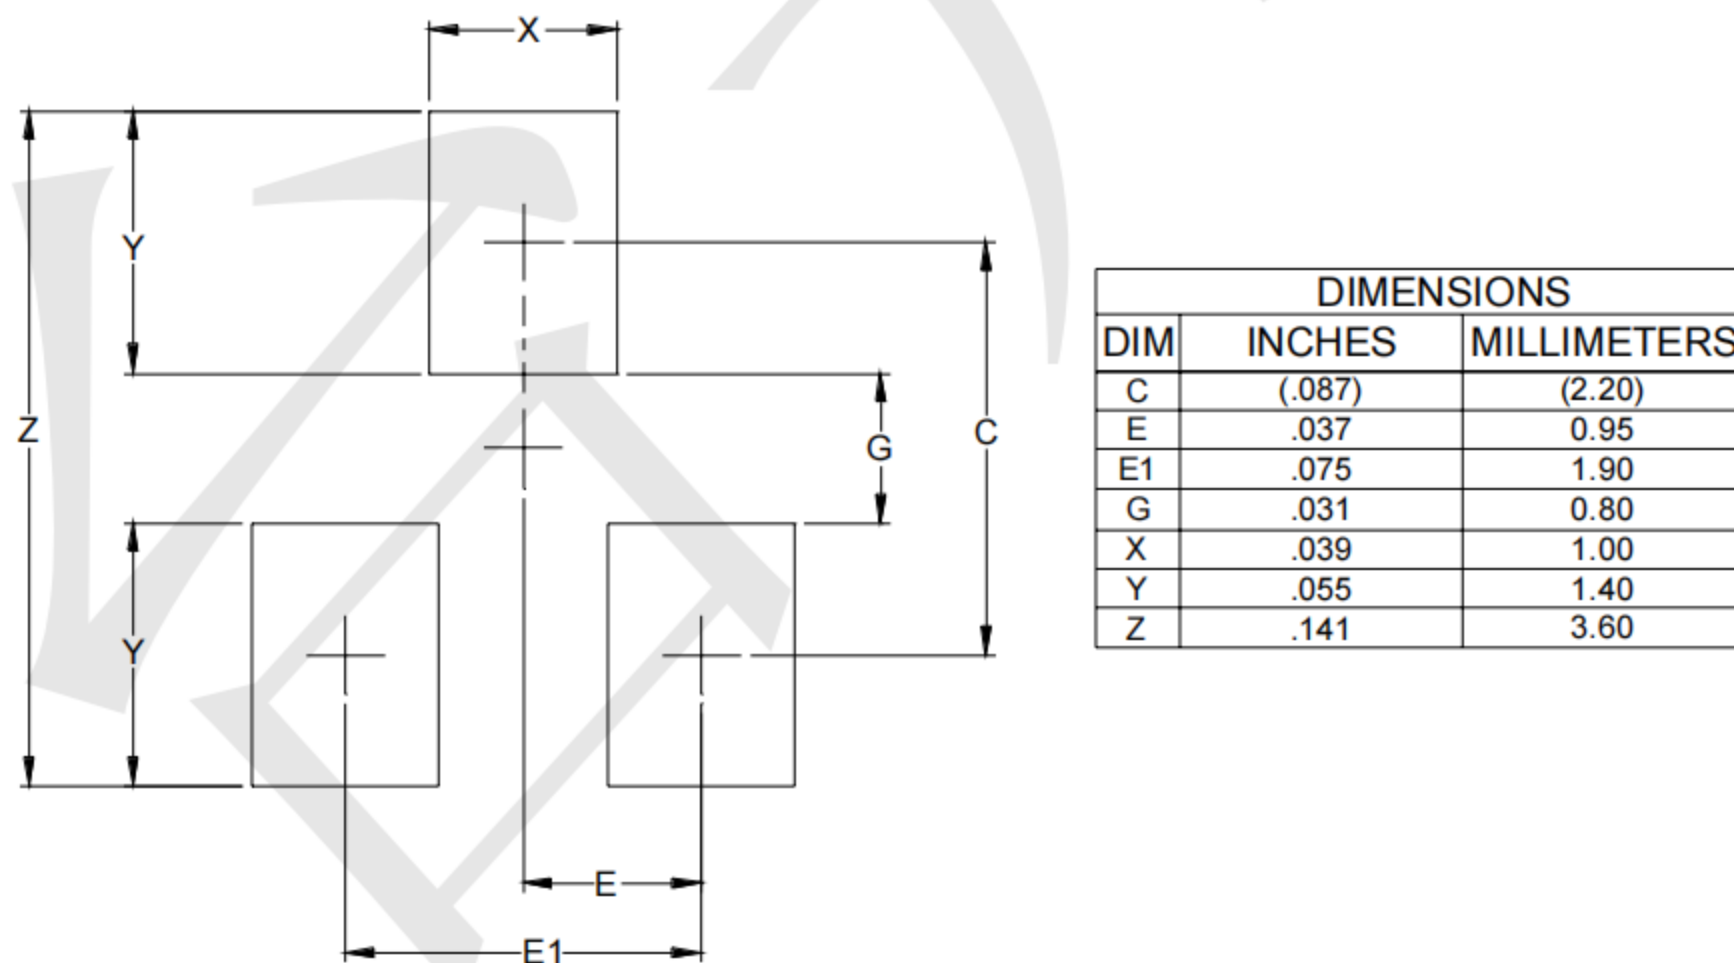 X
Y
Z
G
C
Y
E
E1
DIMENSIONS
DIM INCHES MILLIMETERS
C (.087) (2.20)
E .037 0.95
E1 .075 1.90
G .031 0.80
X .039 1.00
Y .055 1.40
Z .141 3.60